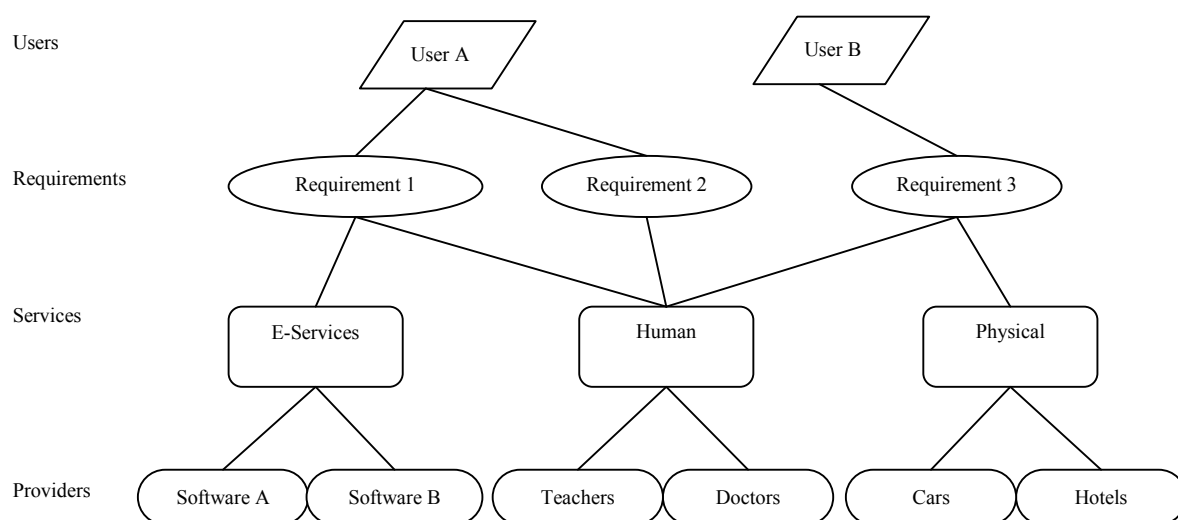 Users
User A
User B
Requirements
Requirement 1
Requirement 2
Requirement 3
Services
E-Services
Human
Physical
Providers
Software A
Software B
Teachers
Doctors
Cars
Hotels